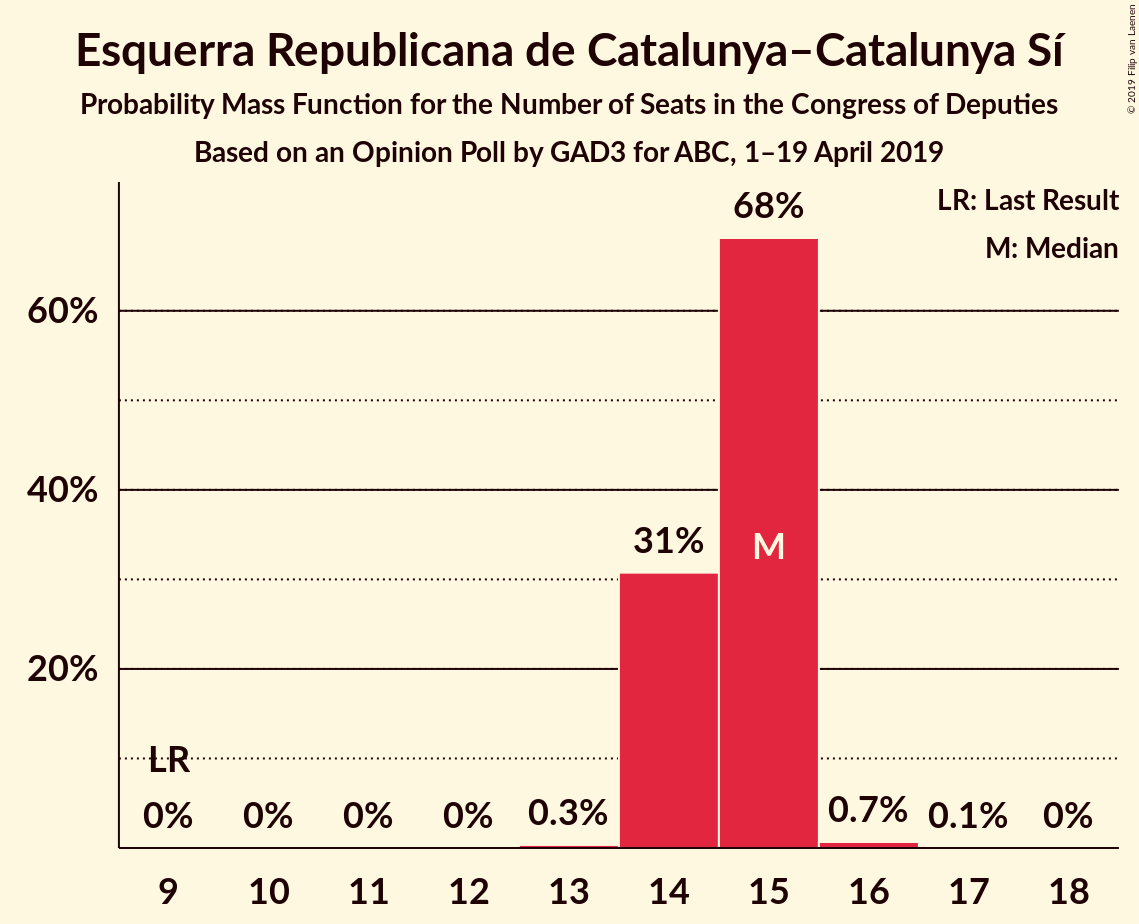 Esquerra Republicana de Catalunya–Catalunya Sí
Probability Mass Function for the Number of Seats in the Congress of Deputies
Based on an Opinion Poll by GAD3 for ABC, 1–19 April 2019
© 2019 Filip van Laenen
LR: Last Result
M: Median
68%
60%
40%
31%
M
20%
LR
0% 0% 0% 0% 0.3% 0.7% 0.1% 0%
9 10 11 12 13 14 15 16 17 18